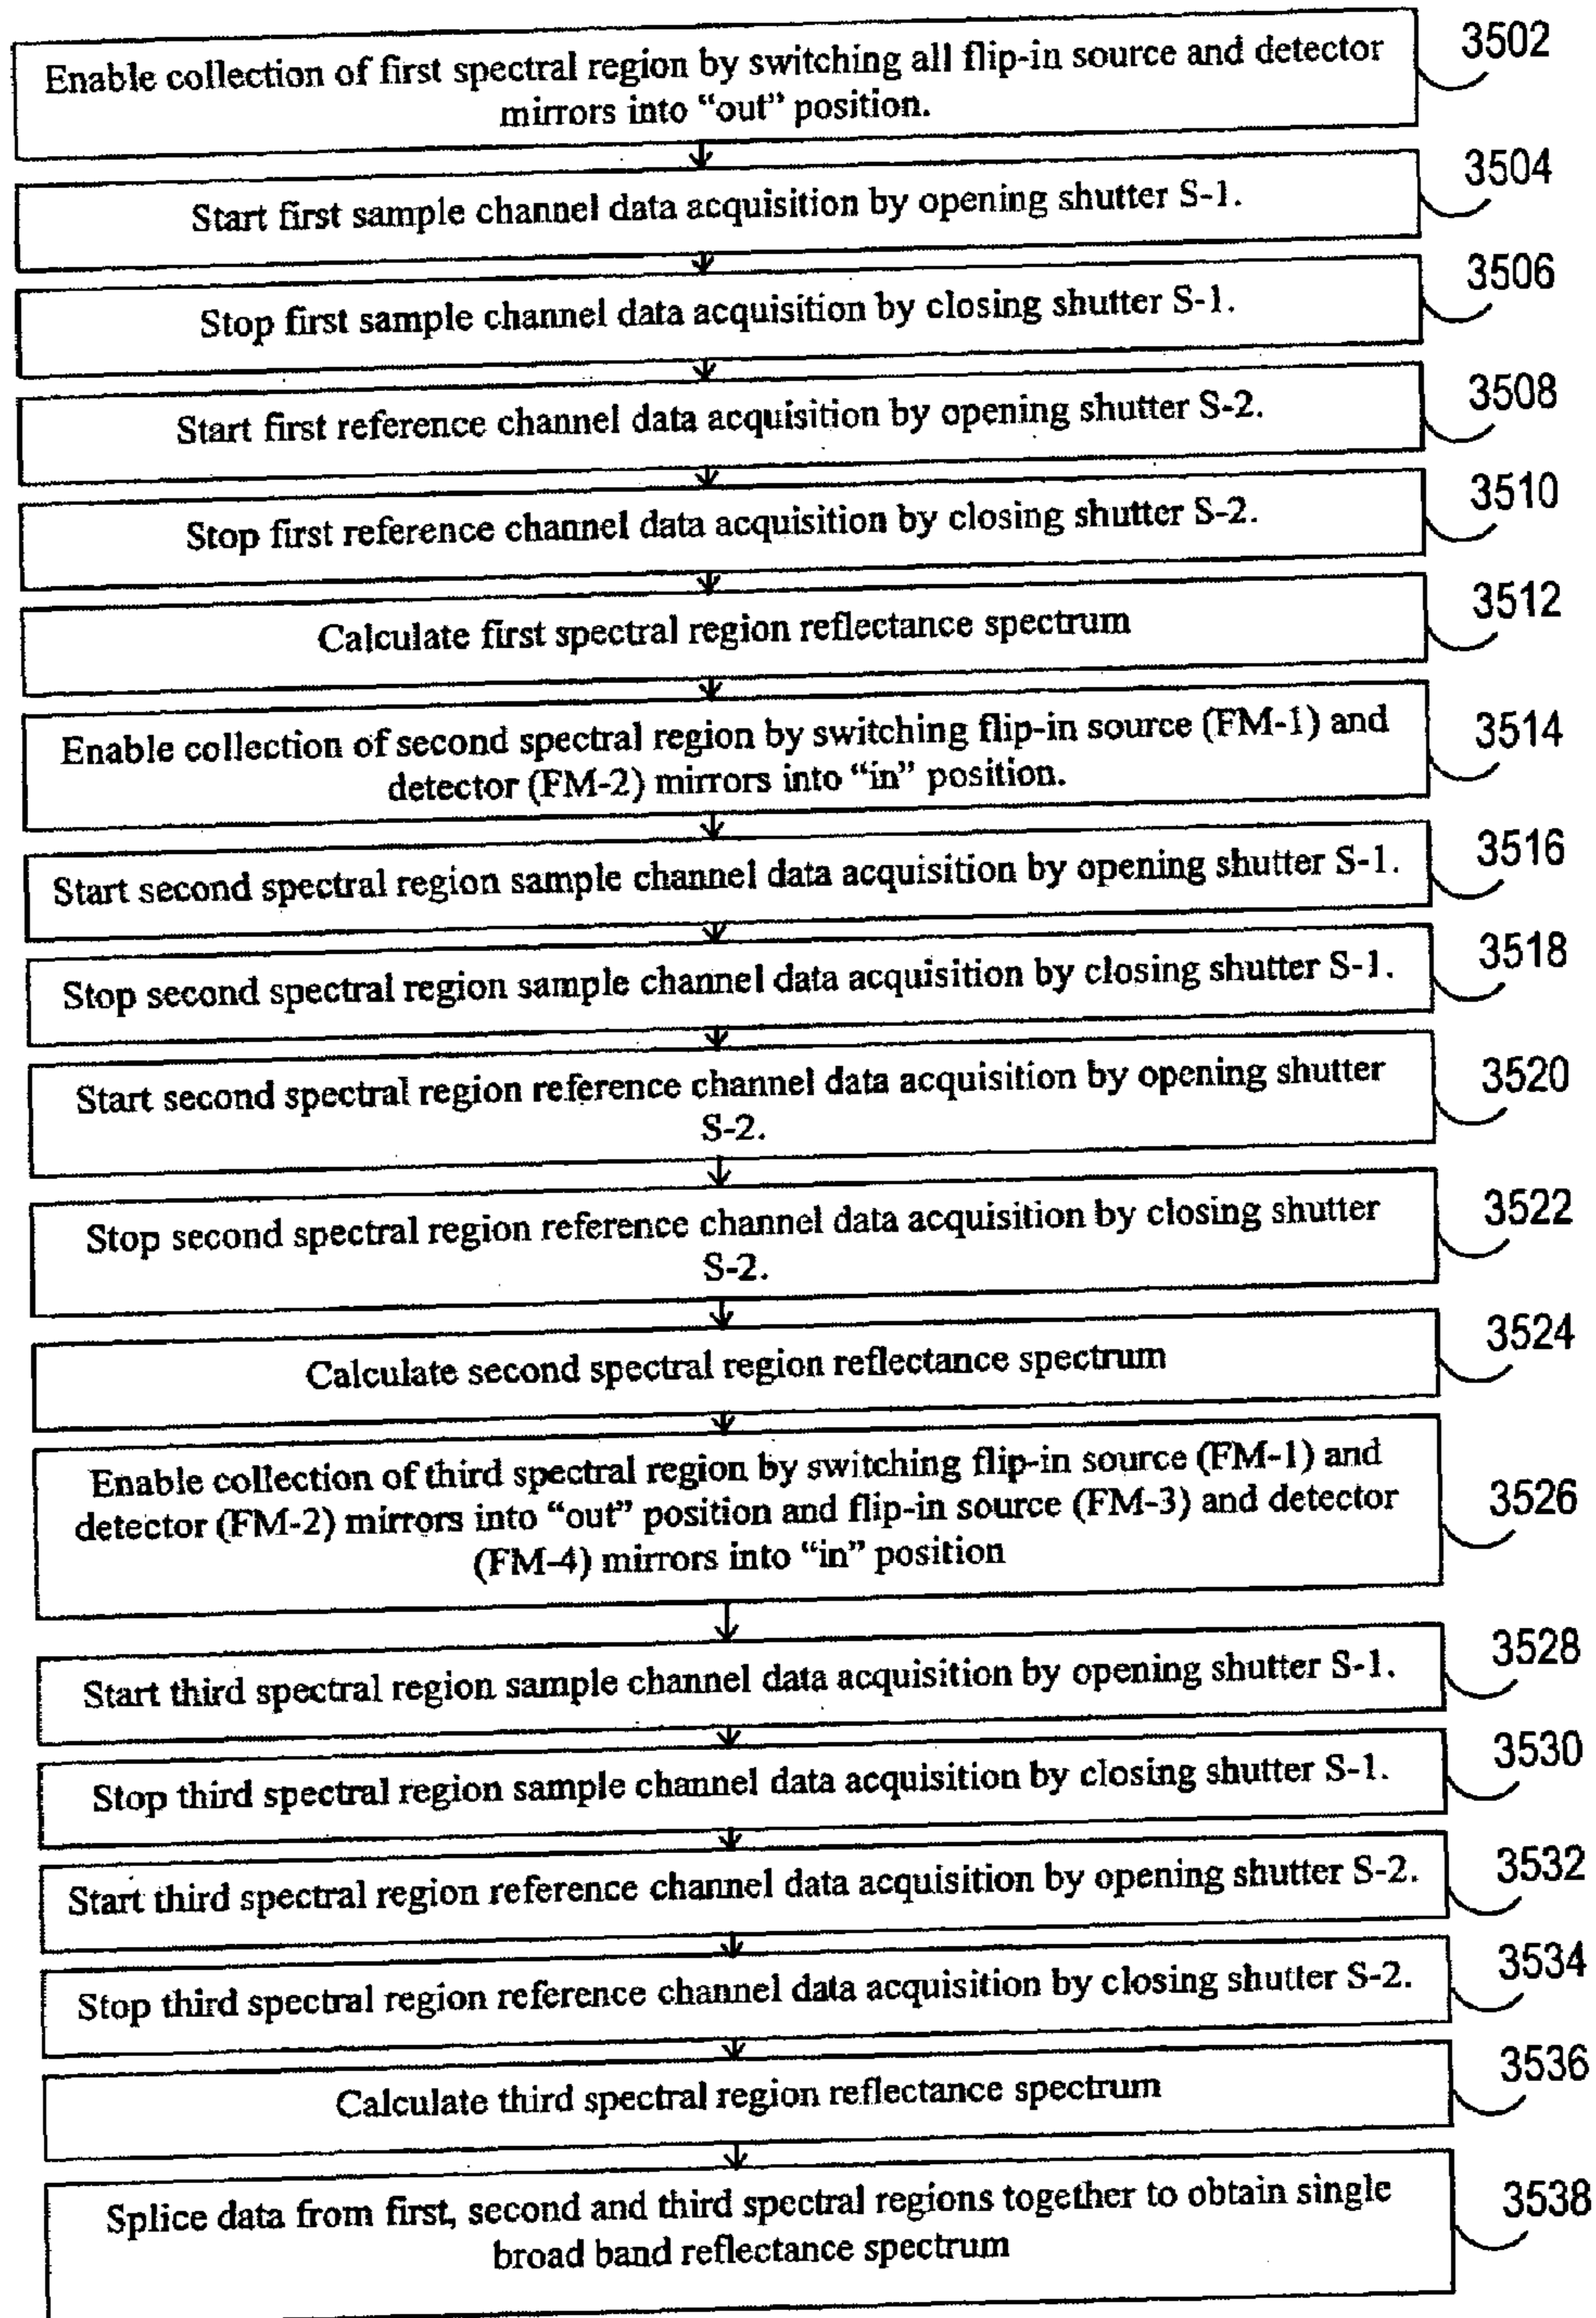 Enable collection of first spectral region by switching all flip-in source and detector
mirrors into “out” position.
3502
Start first sample channel data acquisition by opening shutter S-1.
3504
Stop first sample channel data acquisition by closing shutter S-1.
3506
Start first reference channel data acquisition by opening shutter S-2.
3508
Stop first reference channel data acquisition by closing shutter S-2.
3510
Calculate first spectral region reflectance spectrum
3512
Enable collection of second spectral region by switching flip-in source (FM-1) and
detector (FM-2) mirrors into “in” position.
3514
Start second spectral region sample channel data acquisition by opening shutter S-1.
3516
Stop second spectral region sample channel data acquisition by closing shutter S-1.
3518
Start second spectral region reference channel data acquisition by opening shutter
S-2.
3520
Stop second spectral region reference channel data acquisition by closing shutter
S-2.
3522
Calculate second spectral region reflectance spectrum
3524
Enable collection of third spectral region by switching flip-in source (FM-1) and
detector (FM-2) mirrors into “out” position and flip-in source (FM-3) and detector
(FM-4) mirrors into “in” position
3526
Start third spectral region sample channel data acquisition by opening shutter S-1.
3528
Stop third spectral region sample channel data acquisition by closing shutter S-1.
3530
Start third spectral region reference channel data acquisition by opening shutter S-2.
3532
Stop third spectral region reference channel data acquisition by closing shutter S-2.
3534
Calculate third spectral region reflectance spectrum
3536
Splice data from first, second and third spectral regions together to obtain single
broad band reflectance spectrum
3538